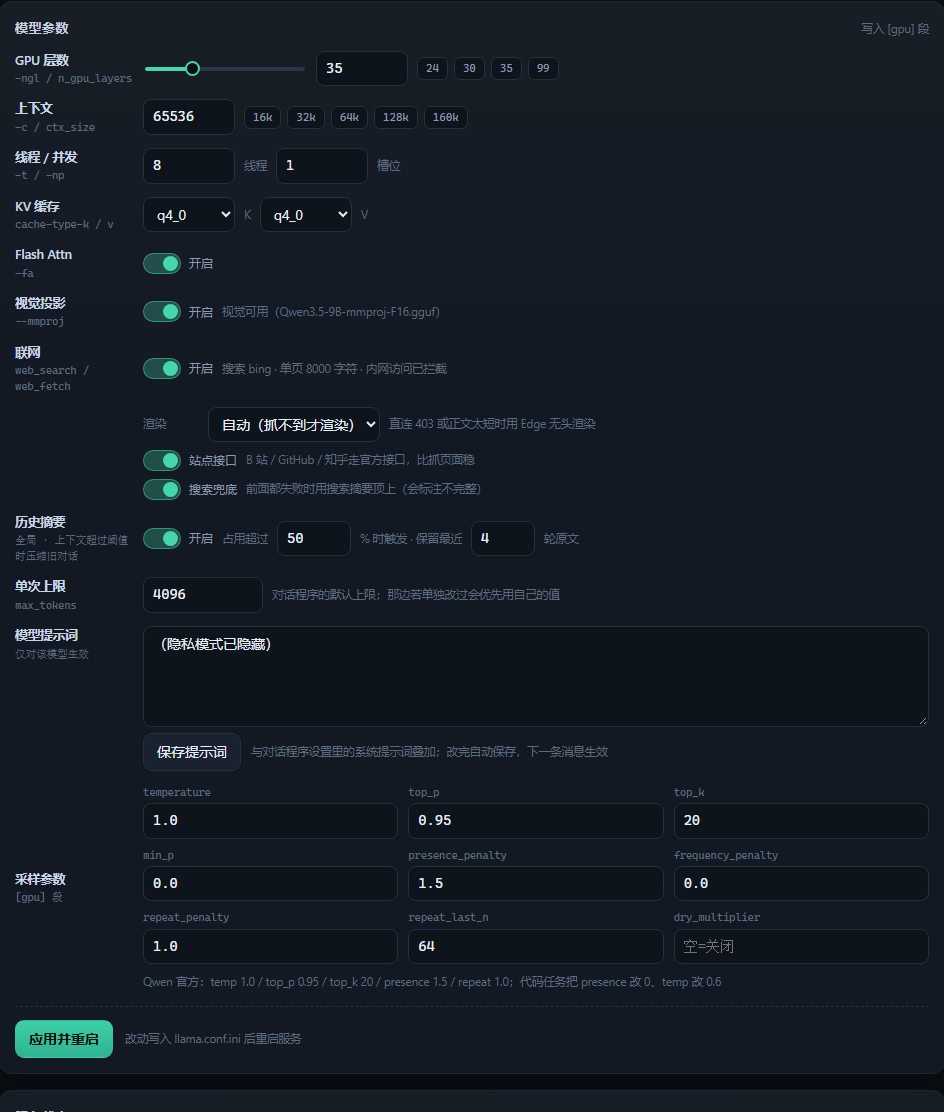 模型参数 写入 [gpu] 段
GPU 层数
-ngl / n_gpu_layers
35 24 30 35 99
上下文
-c / ctx_size
65536 16k 32k 64k 128k 160k
线程 / 并发
-t / -np
8 线程 1 槽位
KV 缓存
cache-type-k / v
q4_0 K q4_0 V
Flash Attn
-fa
开启
视觉投影
--mmproj
开启 视觉可用（Qwen3.5-9B-mmproj-F16.gguf）
联网
web_search /
web_fetch
开启 搜索 bing · 单页 8000 字符 · 内网访问已拦截
渲染 自动（抓不到才渲染） 直连 403 或正文太短时用 Edge 无头渲染
站点接口 B 站 / GitHub / 知乎走官方接口，比抓页面稳
搜索兜底 前面都失败时用搜索摘要顶上（会标注不完整）
历史摘要
全局 · 上下文超过阈值
时压缩旧对话
开启 占用超过 50 % 时触发 · 保留最近 4 轮原文
单次上限
max_tokens
4096 对话程序的默认上限；那边若单独改过会优先用自己的值
模型提示词
仅对该模型生效
（隐私模式已隐藏）
保存提示词 与对话程序设置里的系统提示词叠加；改完自动保存，下一条消息生效
采样参数
[gpu] 段
temperature top_p top_k
1.0 0.95 20
min_p presence_penalty frequency_penalty
0.0 1.5 0.0
repeat_penalty repeat_last_n dry_multiplier
1.0 64 空=关闭
Qwen 官方：temp 1.0 / top_p 0.95 / top_k 20 / presence 1.5 / repeat 1.0；代码任务把 presence 改 0、temp 改 0.6
应用并重启 改动写入 llama.conf.ini 后重启服务